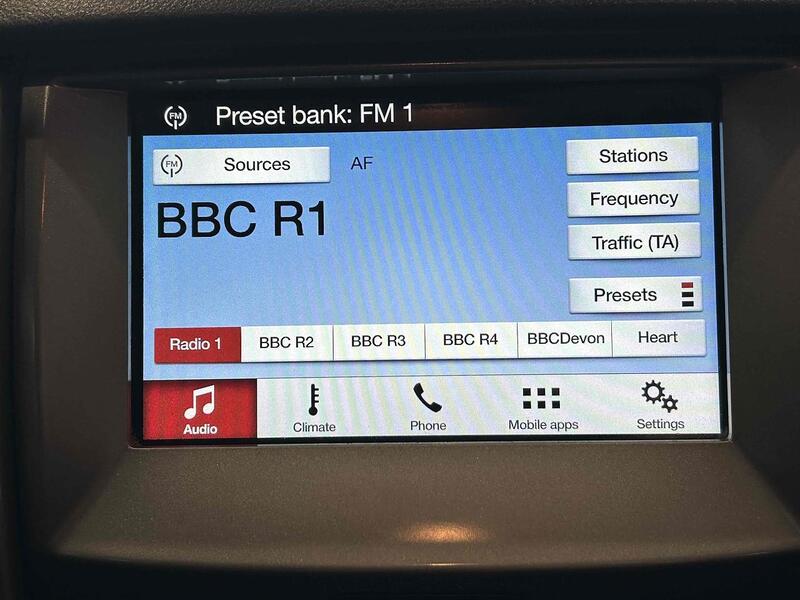 FM
Preset bank: FM 1
FM
Sources
AF
Stations
BBC R1
Frequency
Traffic (TA)
Presets
Radio 1
BBC R2
BBC R3
BBC R4
BBCDevon
Heart
Audio
Climate
Phone
Mobile apps
Settings